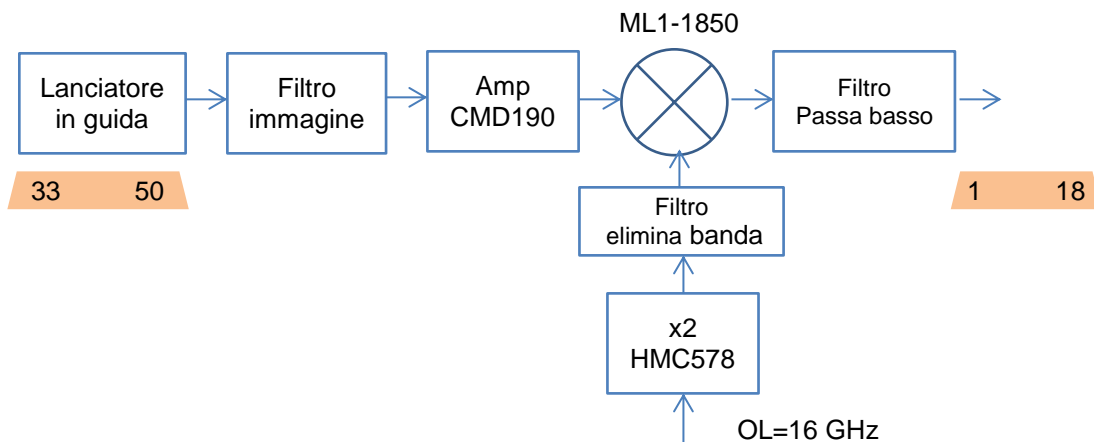 ML1-1850
Lanciatore
in guida
Filtro
immagine
Amp
CMD190
Filtro
Passa basso
33 50
1 18
Filtro
elimina banda
x2
HMC578
OL=16 GHz